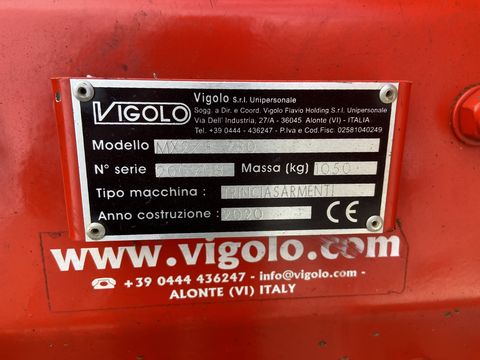 VIGOLO
Vigolo S.r.l. Unipersonale
Sogg. a Dir. e Coord. Vigolo Flavio Holding S.r.l. Unipersonale
Via Dell' Industria, 27/A - 36045 Alonte (VI) - ITALIA
Tel. +39 0444 - 436247 - P.Iva e Cod.Fisc. 02581040249
Modello
N° serie Massa (kg) 1050
Tipo macchina : TRINCIASARMENTI
Anno costruzione : 2020 CE
www.vigolo.com
☎ +39 0444 436247 - info@vigolo.com
ALONTE (VI) ITALY